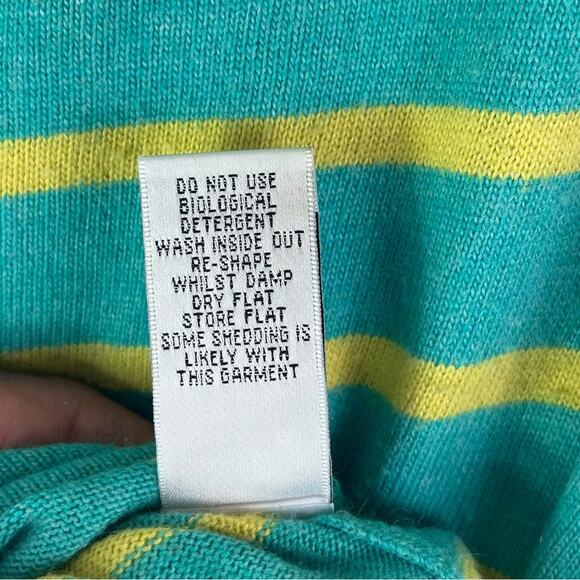 DO NOT USE
BIOLOGICAL
DETERGENT
WASH INSIDE OUT
RE-SHAPE
WHILST DAMP
DRY FLAT
STORE FLAT
SOME SHEDDING IS
LIKELY WITH
THIS GARMENT